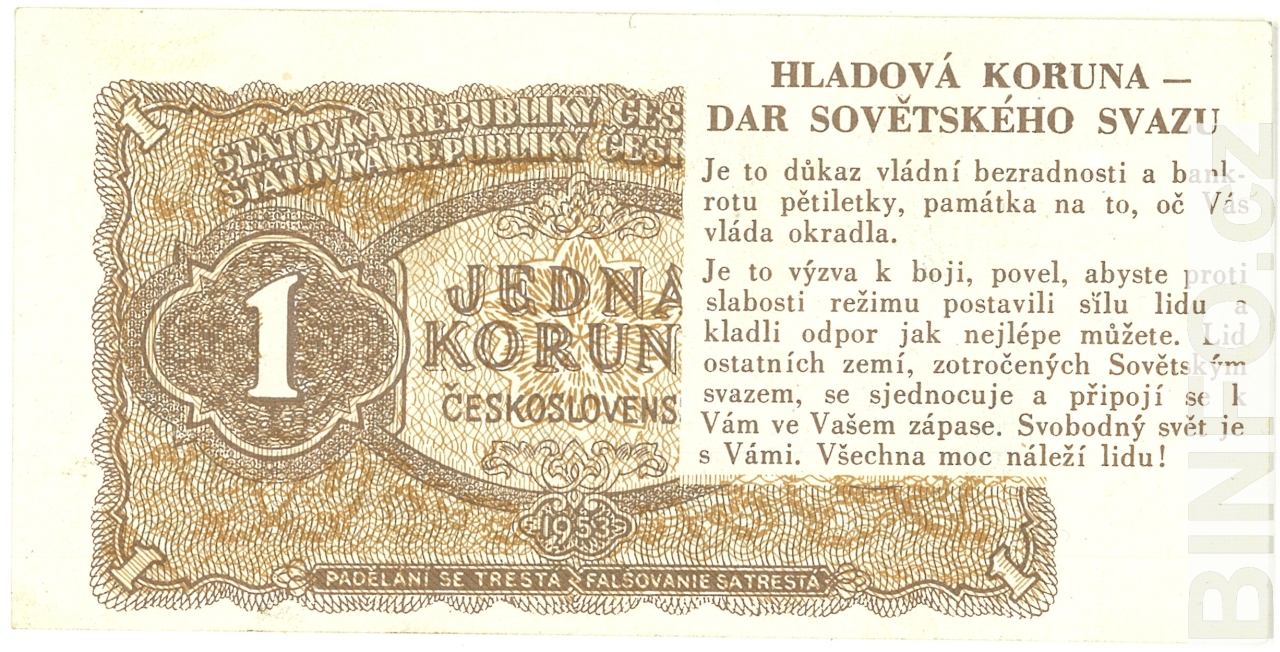 1
STÁTOVKA REPUBLIKY ČES
ŠTÁTOVKA REPUBLIKY ČESK
1
JEDNA
KORUN
ČESKOSLOVENS
1953
1
1
PADĚLÁNÍ SE TRESTÁ FALŠOVANIE SA TRESTÁ
HLADOVÁ KORUNA —
DAR SOVĚTSKÉHO SVAZU
Je to důkaz vládní bezradnosti a bank-
rotu pětiletky, památka na to, oč Vás
vláda okradla.
Je to výzva k boji, povel, abyste proti
slabosti režimu postavili sílu lidu a
kladli odpor jak nejlépe můžete. Lid
ostatních zemí, zotročených Sovětským
svazem, se sjednocuje a připojí se k
Vám ve Vašem zápase. Svobodný svět je
s Vámi. Všechna moc náleží lidu!
BINFO.cz